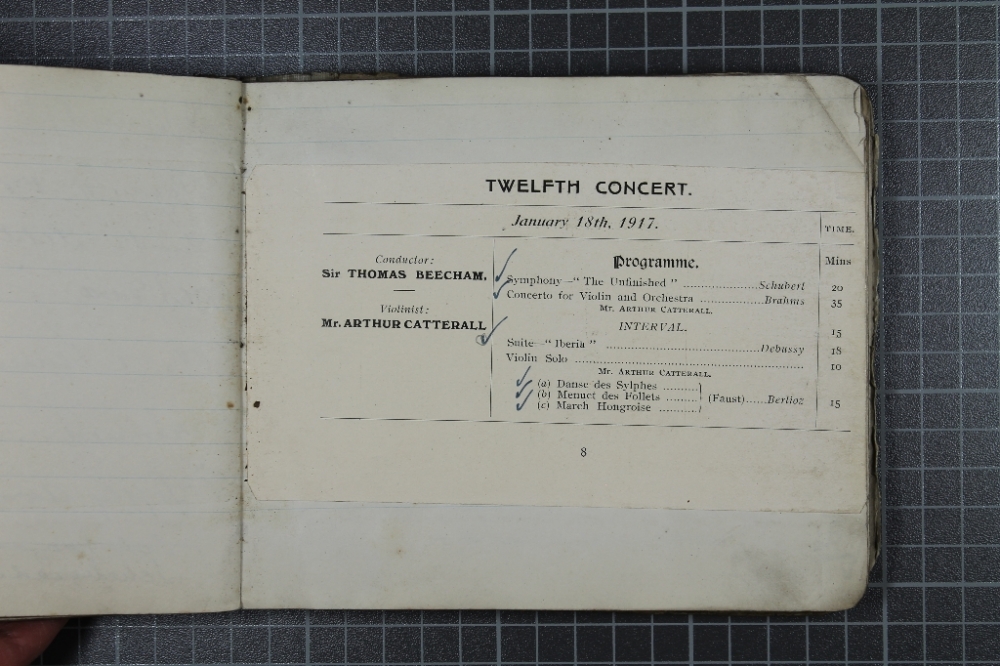 TWELFTH CONCERT.
January 18th, 1917.
TIME.
Conductor:
Sir THOMAS BEECHAM.
Violinist:
Mr. ARTHUR CATTERALL
Programme.
Mins
Symphony—"The Unfinished" ..................Schubert 20
Concerto for Violin and Orchestra ...............Brahms 35
Mr. ARTHUR CATTERALL.
INTERVAL. 15
Suite—"Iberia" ......................................Debussy 18
Violin Solo ........................................................ 10
Mr. ARTHUR CATTERALL.
(a) Danse des Sylphes .........
(b) Menuet des Follets ......... (Faust)......Berlioz 15
(c) March Hongroise ..........
8